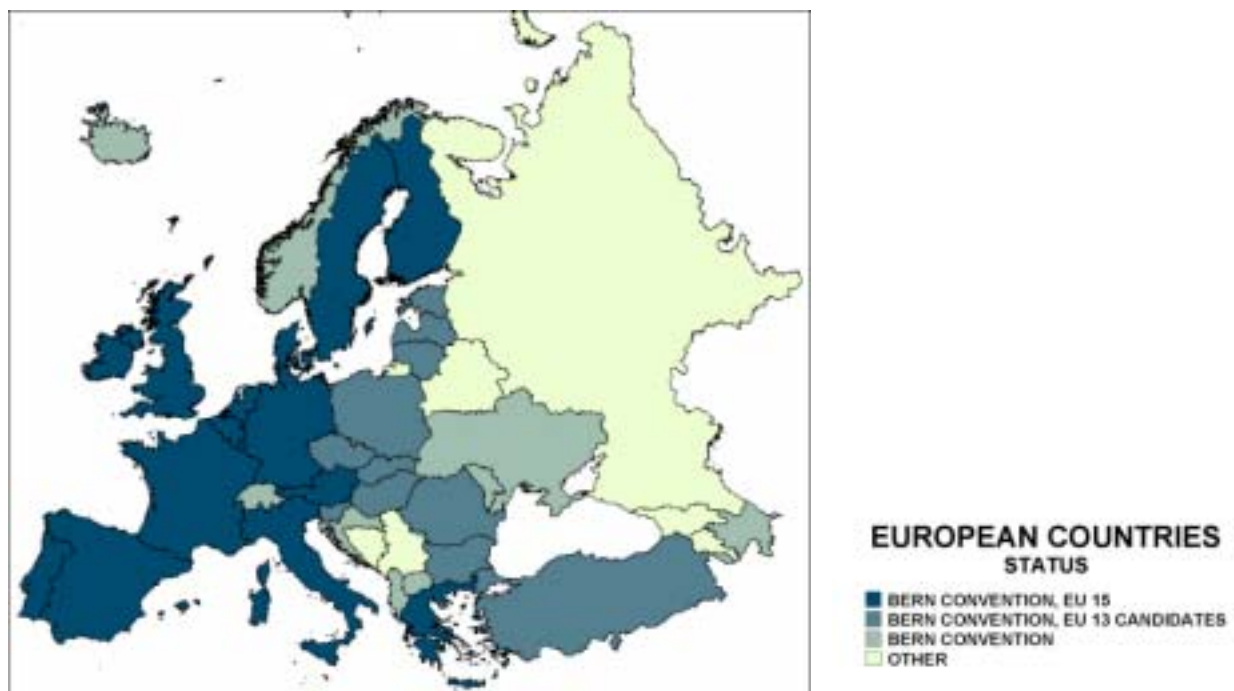 EUROPEAN COUNTRIES
STATUS
BERN CONVENTION, EU 15
BERN CONVENTION, EU 13 CANDIDATES
BERN CONVENTION
OTHER